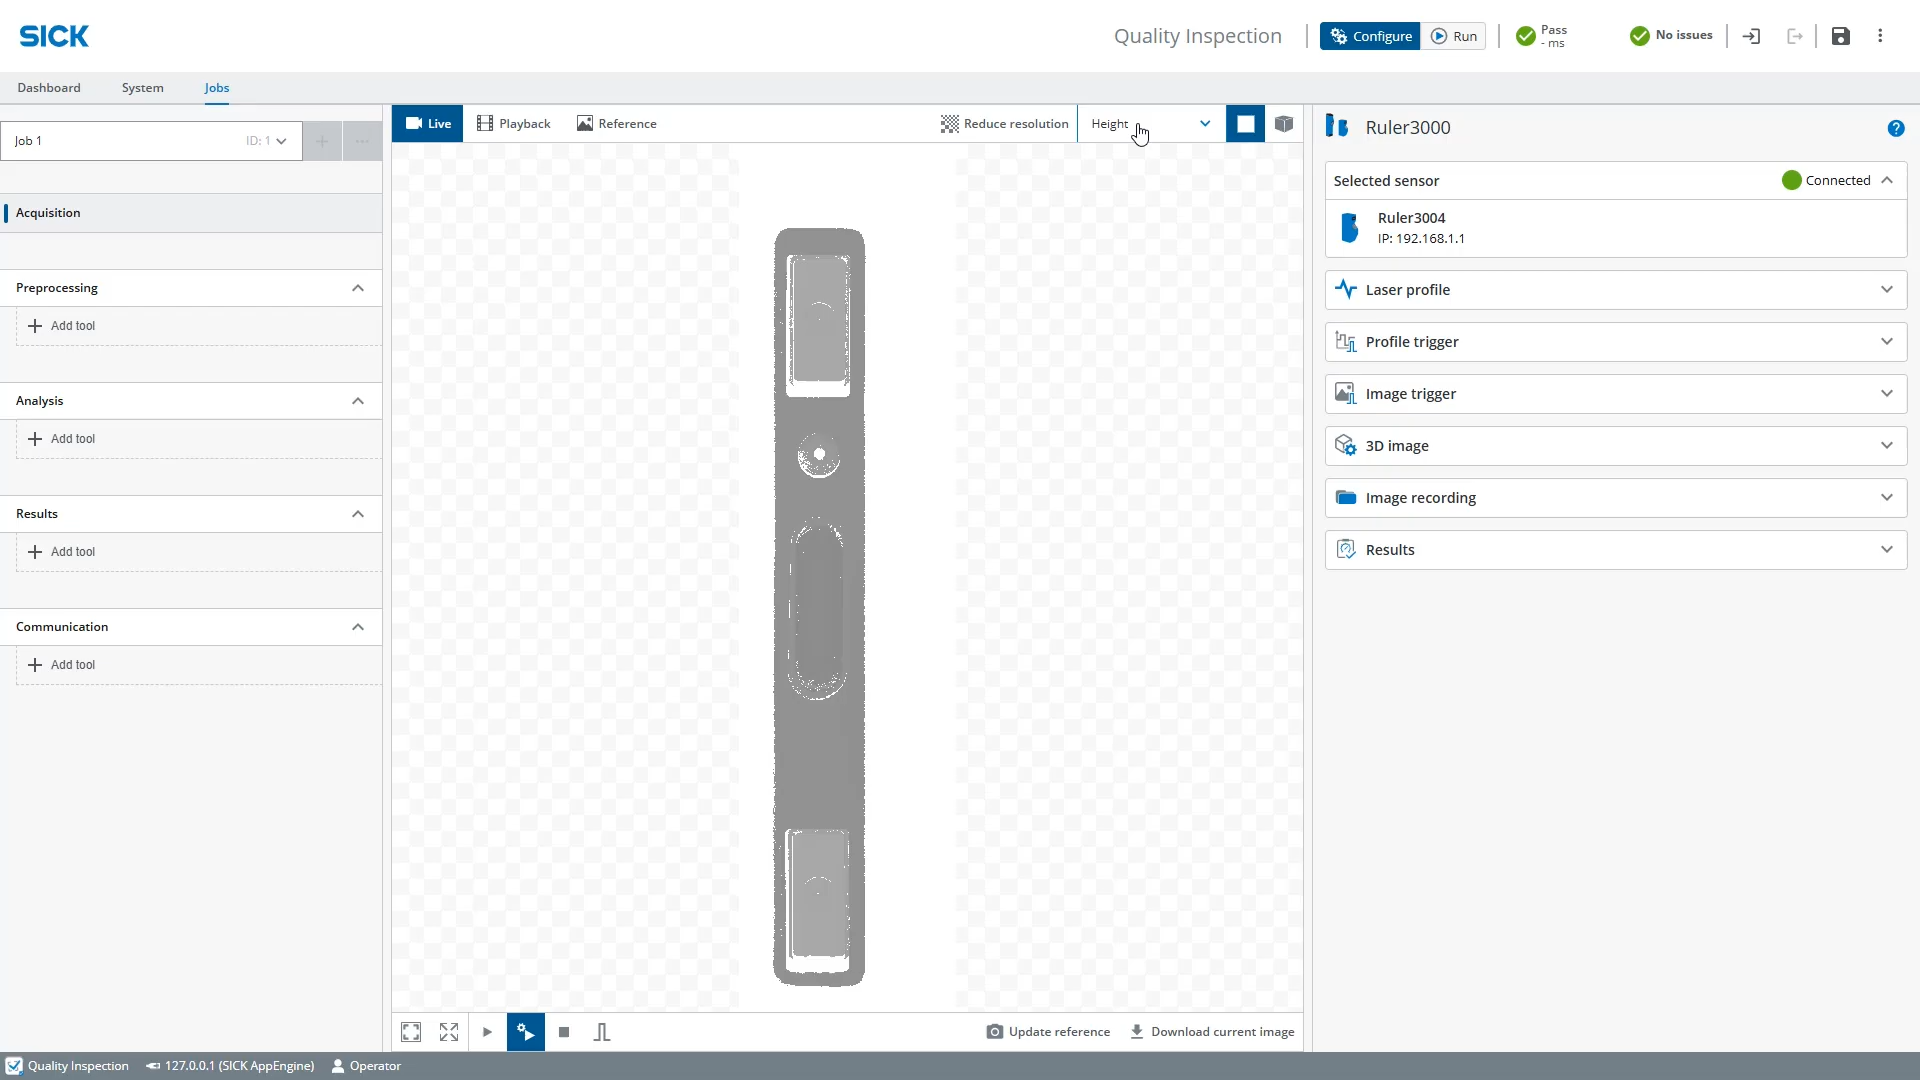 SICK
Quality Inspection
Configure
Run
Pass
- ms
No issues
Dashboard
System
Jobs
Job 1
ID: 1
Live
Playback
Reference
Reduce resolution
Height
Ruler3000
Acquisition
Selected sensor
Connected
Ruler3004
IP: 192.168.1.1
Preprocessing
Add tool
Laser profile
Profile trigger
Image trigger
Analysis
Add tool
3D image
Image recording
Results
Results
Add tool
Communication
Add tool
Update reference
Download current image
Quality Inspection
127.0.0.1 (SICK AppEngine)
Operator